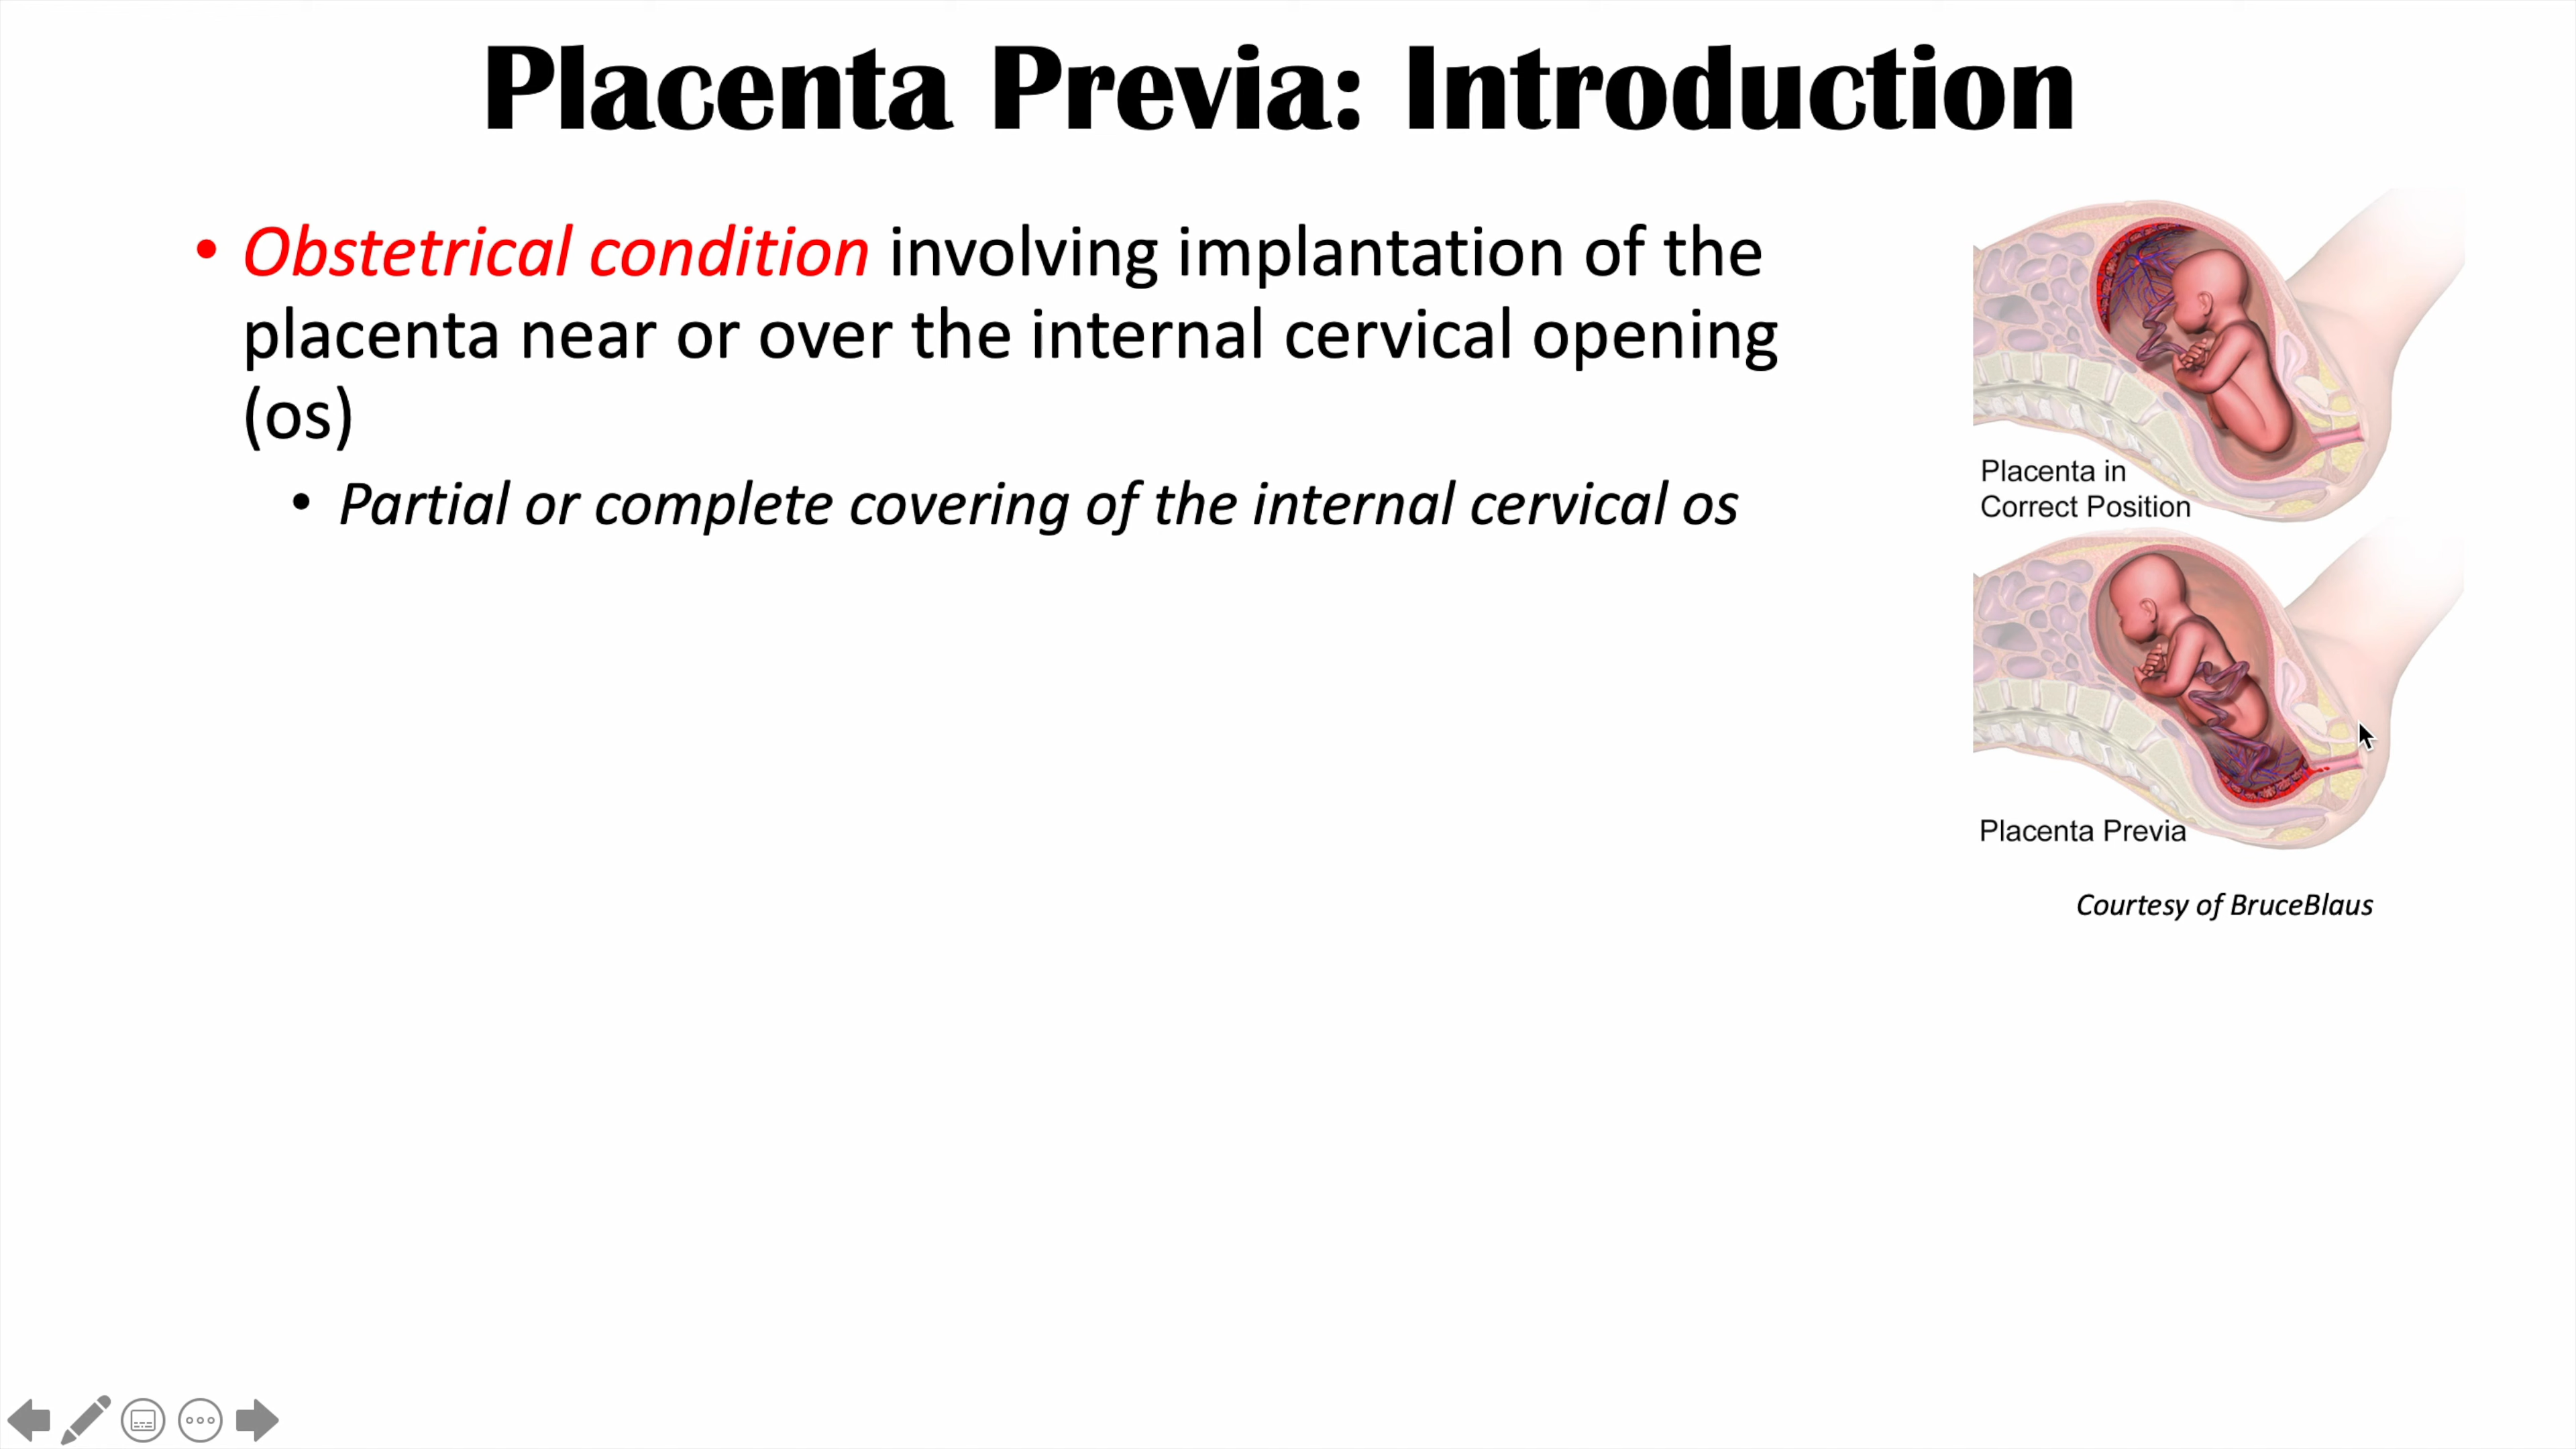 Placenta Previa: Introduction
• Obstetrical condition involving implantation of the
placenta near or over the internal cervical opening
(os)
• Partial or complete covering of the internal cervical os
Placenta in
Correct Position
Placenta Previa
Courtesy of BruceBlaus